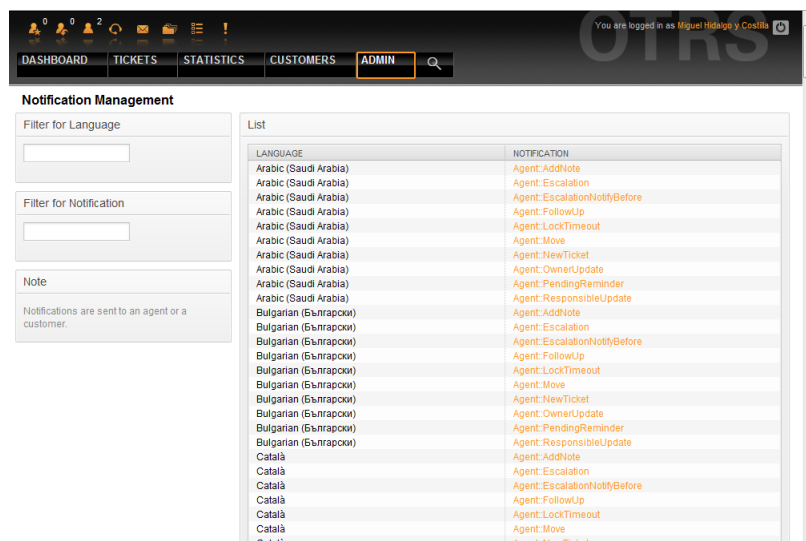 0 0 2
You are logged in as Miguel Hidalgo y Costilla
OTRS
DASHBOARD TICKETS STATISTICS CUSTOMERS ADMIN
Notification Management
Filter for Language
Filter for Notification
Note
Notifications are sent to an agent or a
customer.
List
LANGUAGE NOTIFICATION
Arabic (Saudi Arabia) Agent::AddNote
Arabic (Saudi Arabia) Agent::Escalation
Arabic (Saudi Arabia) Agent::EscalationNotifyBefore
Arabic (Saudi Arabia) Agent::FollowUp
Arabic (Saudi Arabia) Agent::LockTimeout
Arabic (Saudi Arabia) Agent::Move
Arabic (Saudi Arabia) Agent::NewTicket
Arabic (Saudi Arabia) Agent::OwnerUpdate
Arabic (Saudi Arabia) Agent::PendingReminder
Arabic (Saudi Arabia) Agent::ResponsibleUpdate
Bulgarian (Български) Agent::AddNote
Bulgarian (Български) Agent::Escalation
Bulgarian (Български) Agent::EscalationNotifyBefore
Bulgarian (Български) Agent::FollowUp
Bulgarian (Български) Agent::LockTimeout
Bulgarian (Български) Agent::Move
Bulgarian (Български) Agent::NewTicket
Bulgarian (Български) Agent::OwnerUpdate
Bulgarian (Български) Agent::PendingReminder
Bulgarian (Български) Agent::ResponsibleUpdate
Català Agent::AddNote
Català Agent::Escalation
Català Agent::EscalationNotifyBefore
Català Agent::FollowUp
Català Agent::LockTimeout
Català Agent::Move